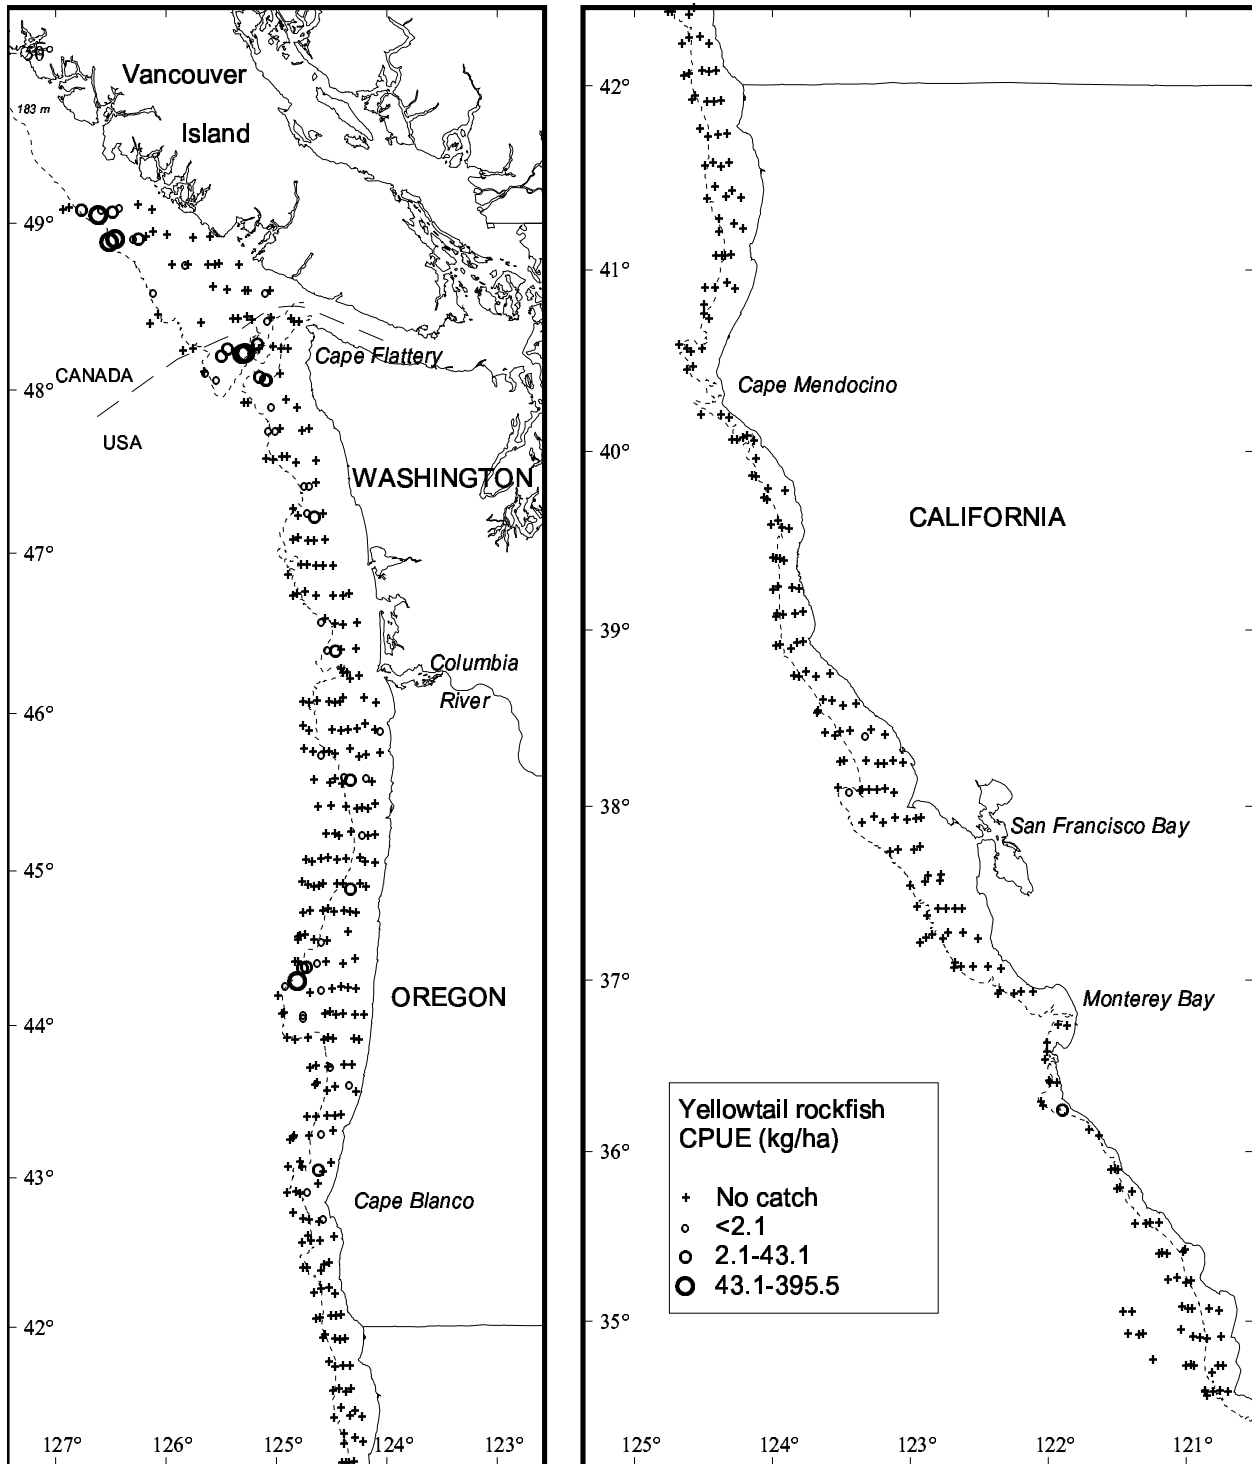 50
Vancouver
Island
183 m
49°
Cape Flattery
CANADA
48°
USA
WASHINGTON
47°
Columbia
River
46°
45°
OREGON
44°
43°
Cape Blanco
42°
127°
126°
125°
124°
123°
42°
41°
Cape Mendocino
40°
CALIFORNIA
39°
38°
San Francisco Bay
37°
Monterey Bay
36°
Yellowtail rockfish
CPUE (kg/ha)
No catch
<2.1
2.1-43.1
43.1-395.5
35°
125°
124°
123°
122°
121°